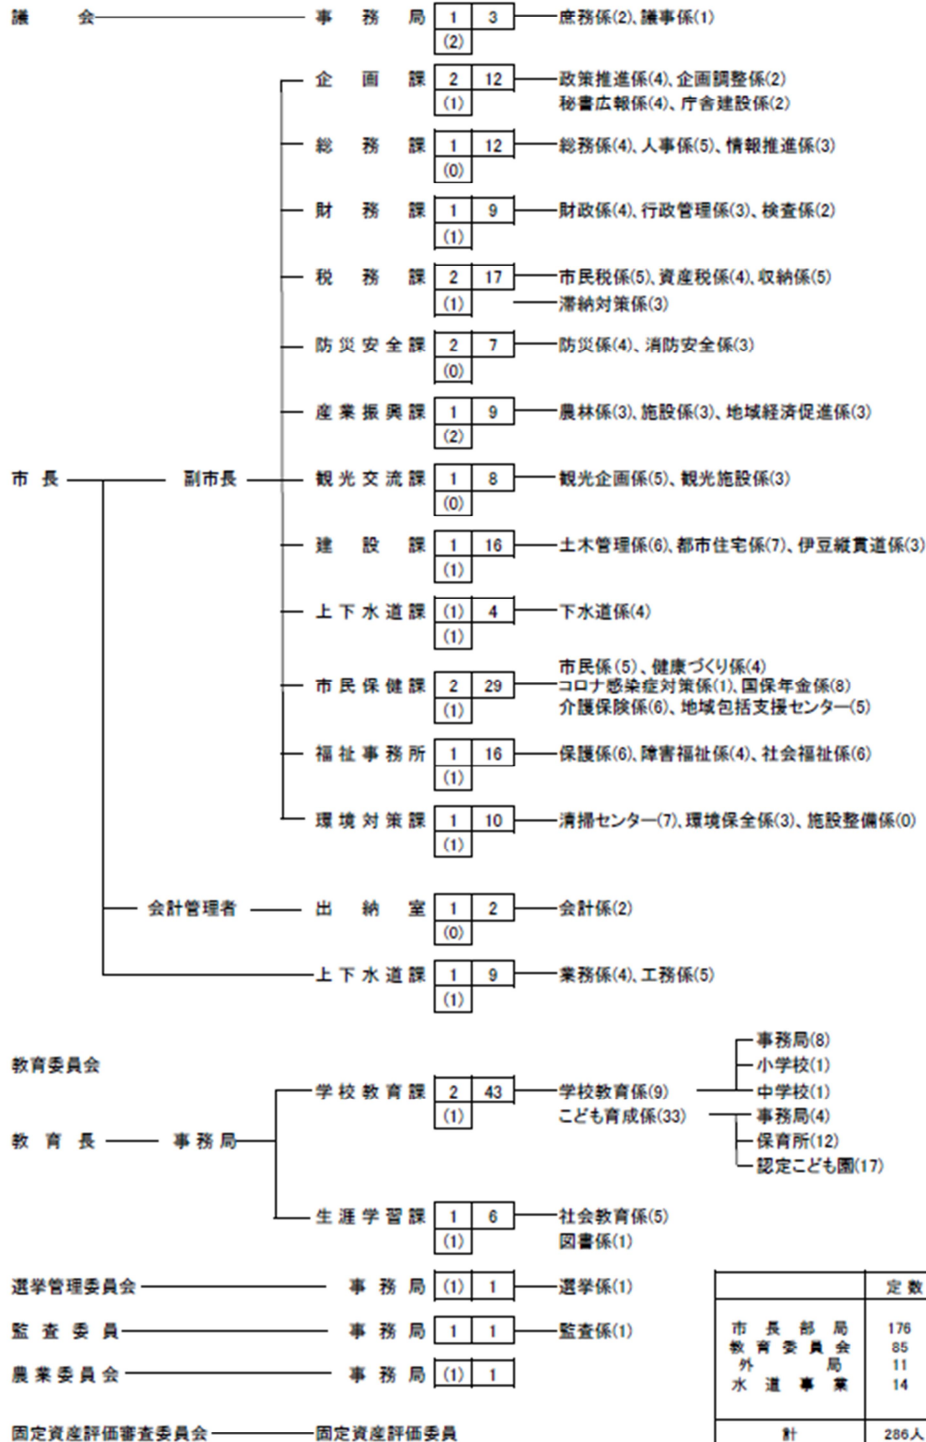 議会 事務局 1 3 庶務係(2)、議事係(1)
(2)
企画課 2 12 政策推進係(4)、企画調整係(2)
(1) 秘書広報係(4)、庁舎建設係(2)
総務課 1 12 総務係(4)、人事係(5)、情報推進係(3)
(0)
財務課 1 9 財政係(4)、行政管理係(3)、検査係(2)
(1)
税務課 2 17 市民税係(5)、資産税係(4)、収納係(5)
(1) 滞納対策係(3)
防災安全課 2 7 防災係(4)、消防安全係(3)
(0)
産業振興課 1 9 農林係(3)、施設係(3)、地域経済促進係(3)
(2)
市長 副市長 観光交流課 1 8 観光企画係(5)、観光施設係(3)
(0)
建設課 1 16 土木管理係(6)、都市住宅係(7)、伊豆縦貫道係(3)
(1)
上下水道課 (1) 4 下水道係(4)
(1)
市民係(5)、健康づくり係(4)
市民保健課 2 29 コロナ感染症対策係(1)、国保年金係(8)
(1) 介護保険係(6)、地域包括支援センター(5)
福祉事務所 1 16 保護係(6)、障害福祉係(4)、社会福祉係(6)
(1)
環境対策課 1 10 清掃センター(7)、環境保全係(3)、施設整備係(0)
(1)
会計管理者 出納室 1 2 会計係(2)
(0)
上下水道課 1 9 業務係(4)、工務係(5)
(1)
事務局(8)
教育委員会 小学校(1)
学校教育課 2 43 学校教育係(9) 中学校(1)
(1) こども育成係(33) 事務局(4)
教育長 事務局 保育所(12)
認定こども園(17)
生涯学習課 1 6 社会教育係(5)
(1) 図書係(1)
選挙管理委員会 事務局 (1) 1 選挙係(1)
監査委員 事務局 1 1 監査係(1)
農業委員会 事務局 (1) 1
固定資産評価審査委員会 固定資産評価委員
定数
市長部局 176
教育委員会 85
外局 11
水道事業 14
計 286人